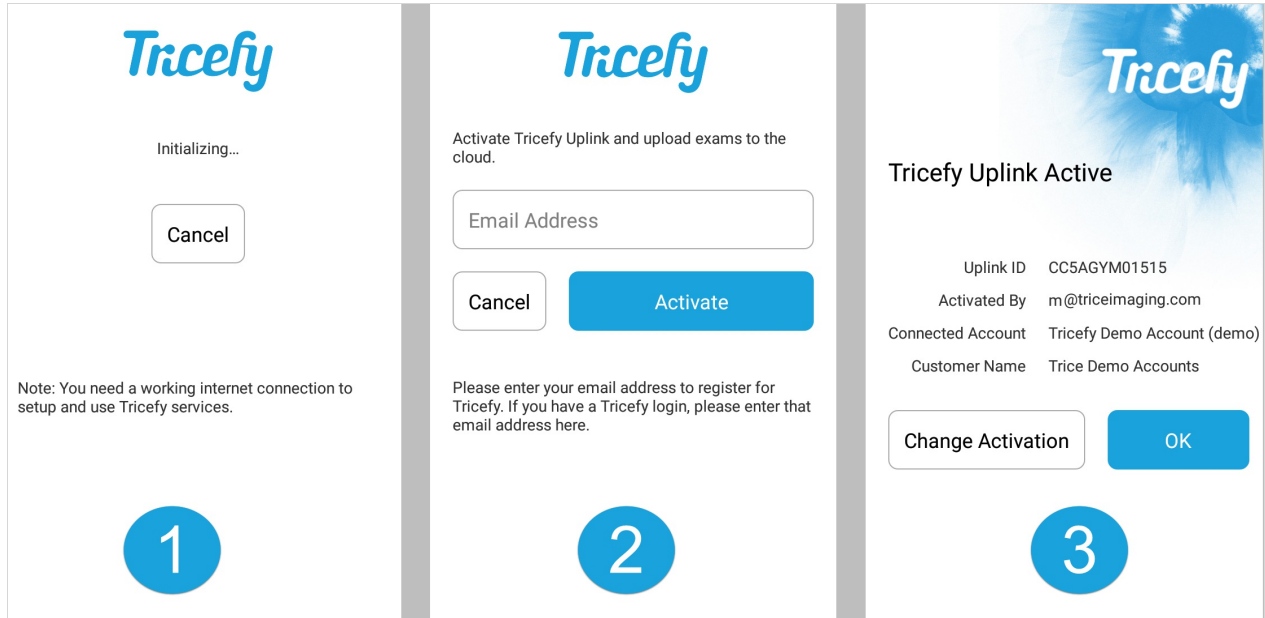 Tricefy
Initializing...
Cancel
Note: You need a working internet connection to
setup and use Tricefy services.
1
Tricefy
Activate Tricefy Uplink and upload exams to the
cloud.
Email Address
Cancel
Activate
Please enter your email address to register for
Tricefy. If you have a Tricefy login, please enter that
email address here.
2
Tricefy
Tricefy Uplink Active
Uplink ID CC5AGYM01515
Activated By m@triceimaging.com
Connected Account Tricefy Demo Account (demo)
Customer Name Trice Demo Accounts
Change Activation
OK
3